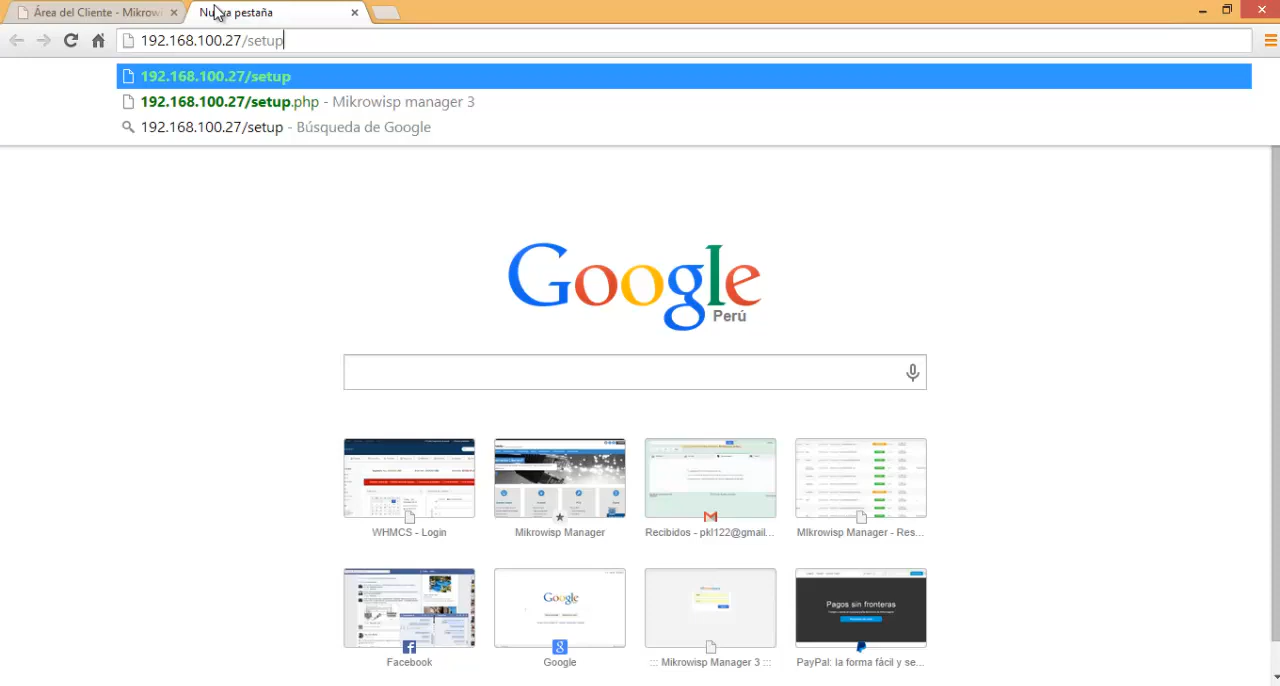 Área del Cliente - Mikrowi
Nueva pestaña
192.168.100.27/setup
192.168.100.27/setup
192.168.100.27/setup.php - Mikrowisp manager 3
192.168.100.27/setup - Búsqueda de Google
Google
Perú
WHMCS - Login
Mikrowisp Manager
Recibidos - pkl122@gmail...
MIkrowisp Manager - Res...
Google
Pagos sin fronteras
Facebook
Google
::: Mikrowisp Manager 3 :::
PayPal: la forma fácil y se...